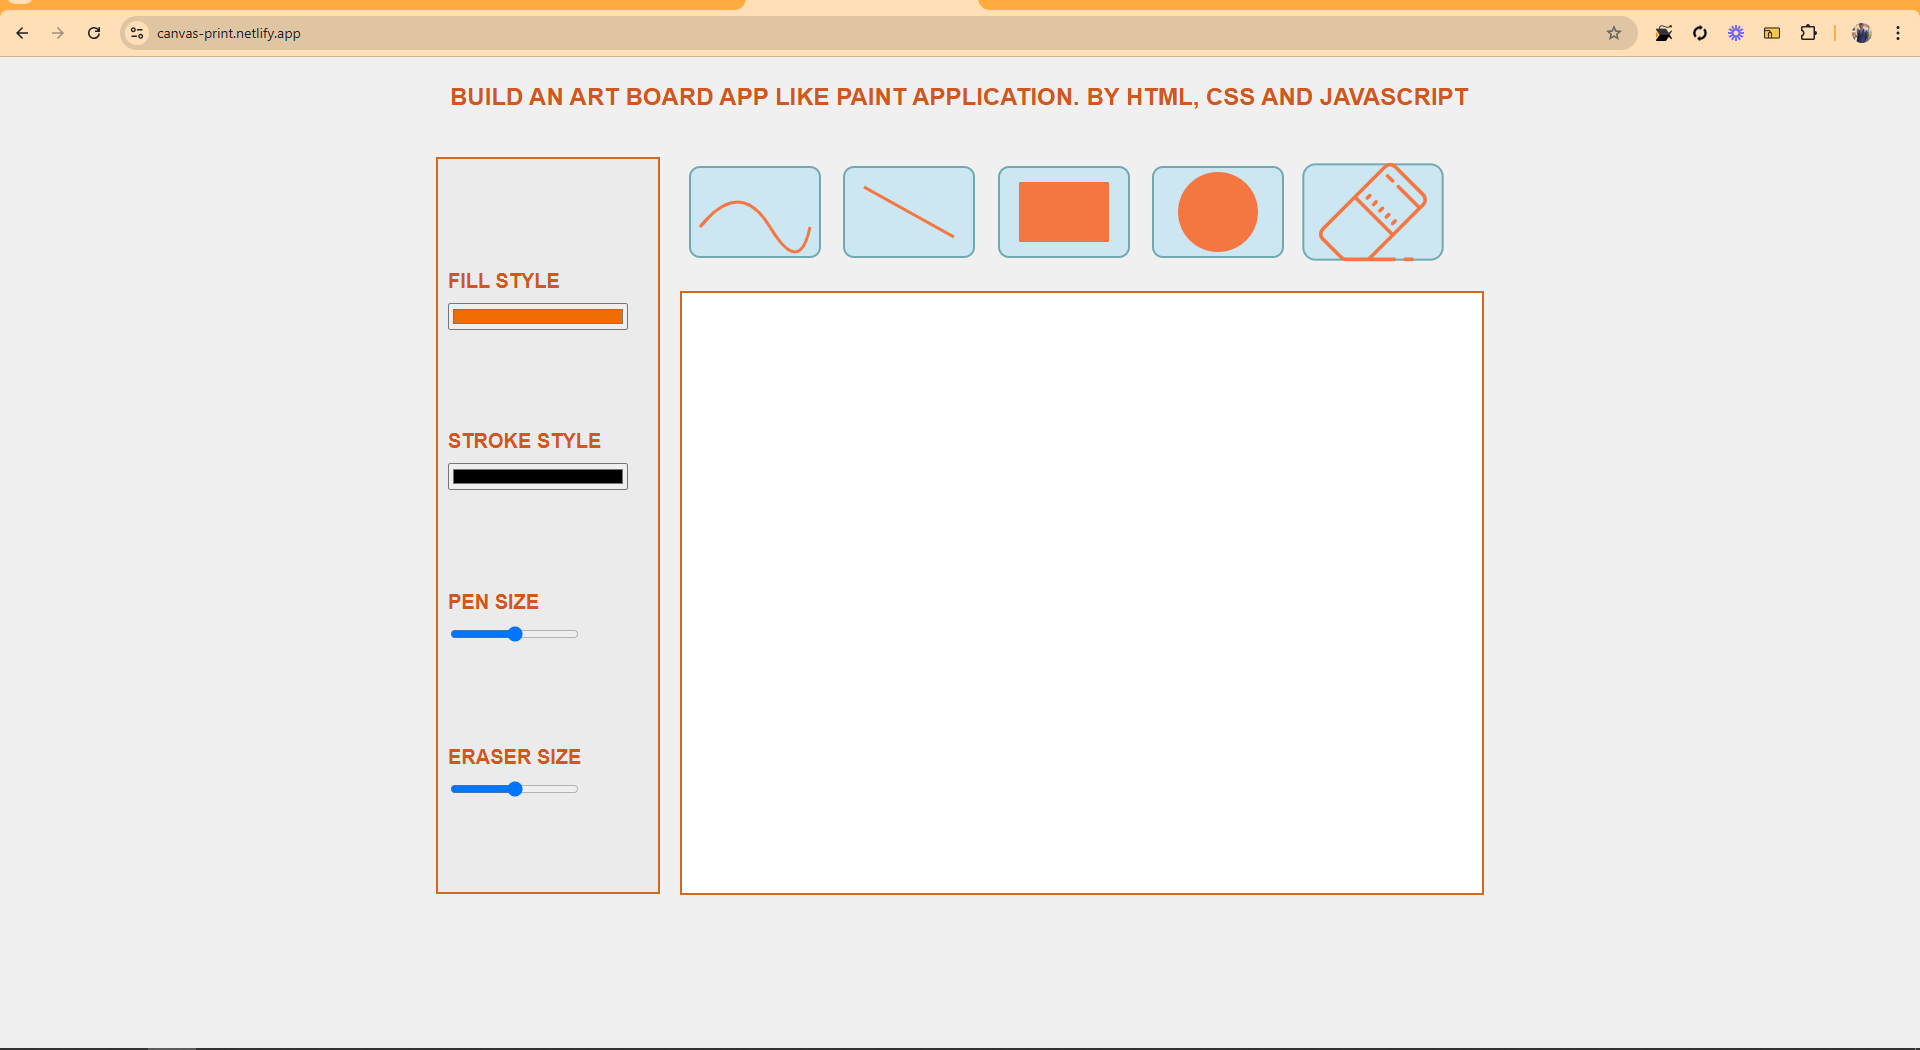 canvas-print.netlify.app
BUILD AN ART BOARD APP LIKE PAINT APPLICATION. BY HTML, CSS AND JAVASCRIPT
FILL STYLE
STROKE STYLE
PEN SIZE
ERASER SIZE